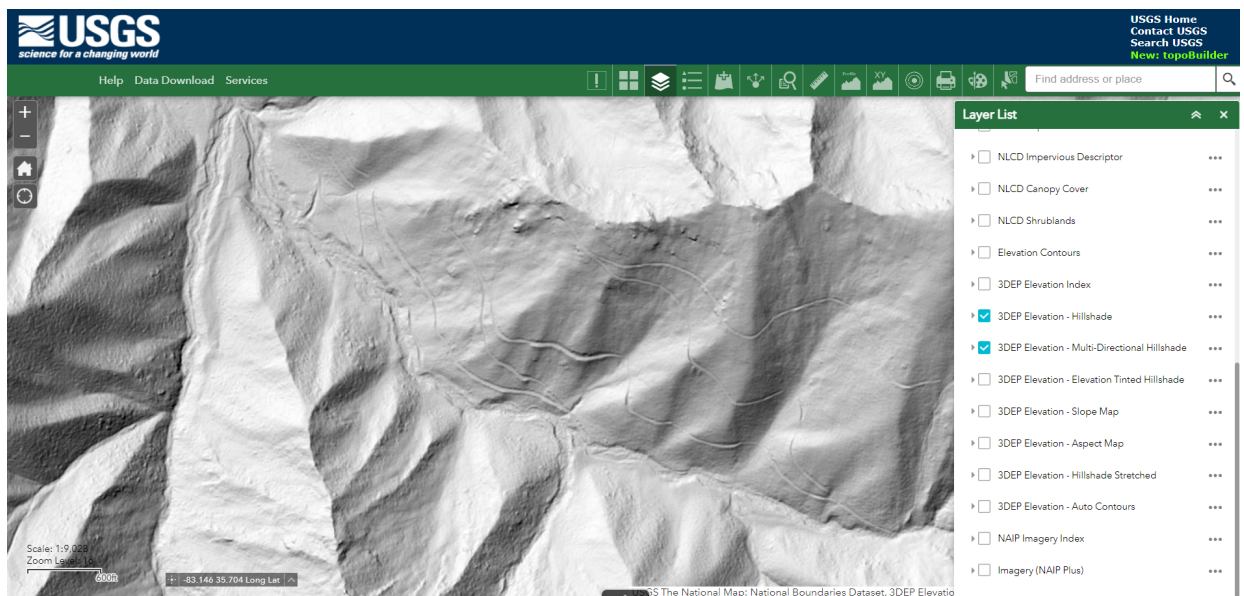 USGS
science for a changing world
USGS Home
Contact USGS
Search USGS
New: topoBuilder
Help Data Download Services
Profile
XY
Find address or place
Layer List
NLCD Impervious Descriptor
NLCD Canopy Cover
NLCD Shrublands
Elevation Contours
3DEP Elevation Index
3DEP Elevation - Hillshade
3DEP Elevation - Multi-Directional Hillshade
3DEP Elevation - Elevation Tinted Hillshade
3DEP Elevation - Slope Map
3DEP Elevation - Aspect Map
3DEP Elevation - Hillshade Stretched
3DEP Elevation - Auto Contours
NAIP Imagery Index
Imagery (NAIP Plus)
Scale: 1:9,028
Zoom Level: 16
600ft
-83.146 35.704 Long Lat
USGS The National Map: National Boundaries Dataset, 3DEP Elevatio